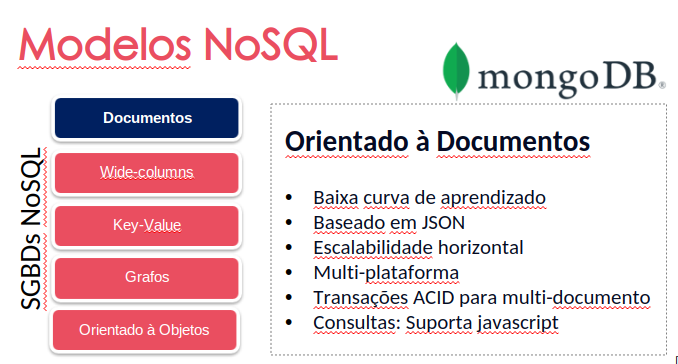 Modelos NoSQL
mongoDB®
SGBDs NoSQL
Documentos
Wide-columns
Key-Value
Grafos
Orientado à Objetos
Orientado à Documentos
• Baixa curva de aprendizado
• Baseado em JSON
• Escalabilidade horizontal
• Multi-plataforma
• Transações ACID para multi-documento
• Consultas: Suporta javascript